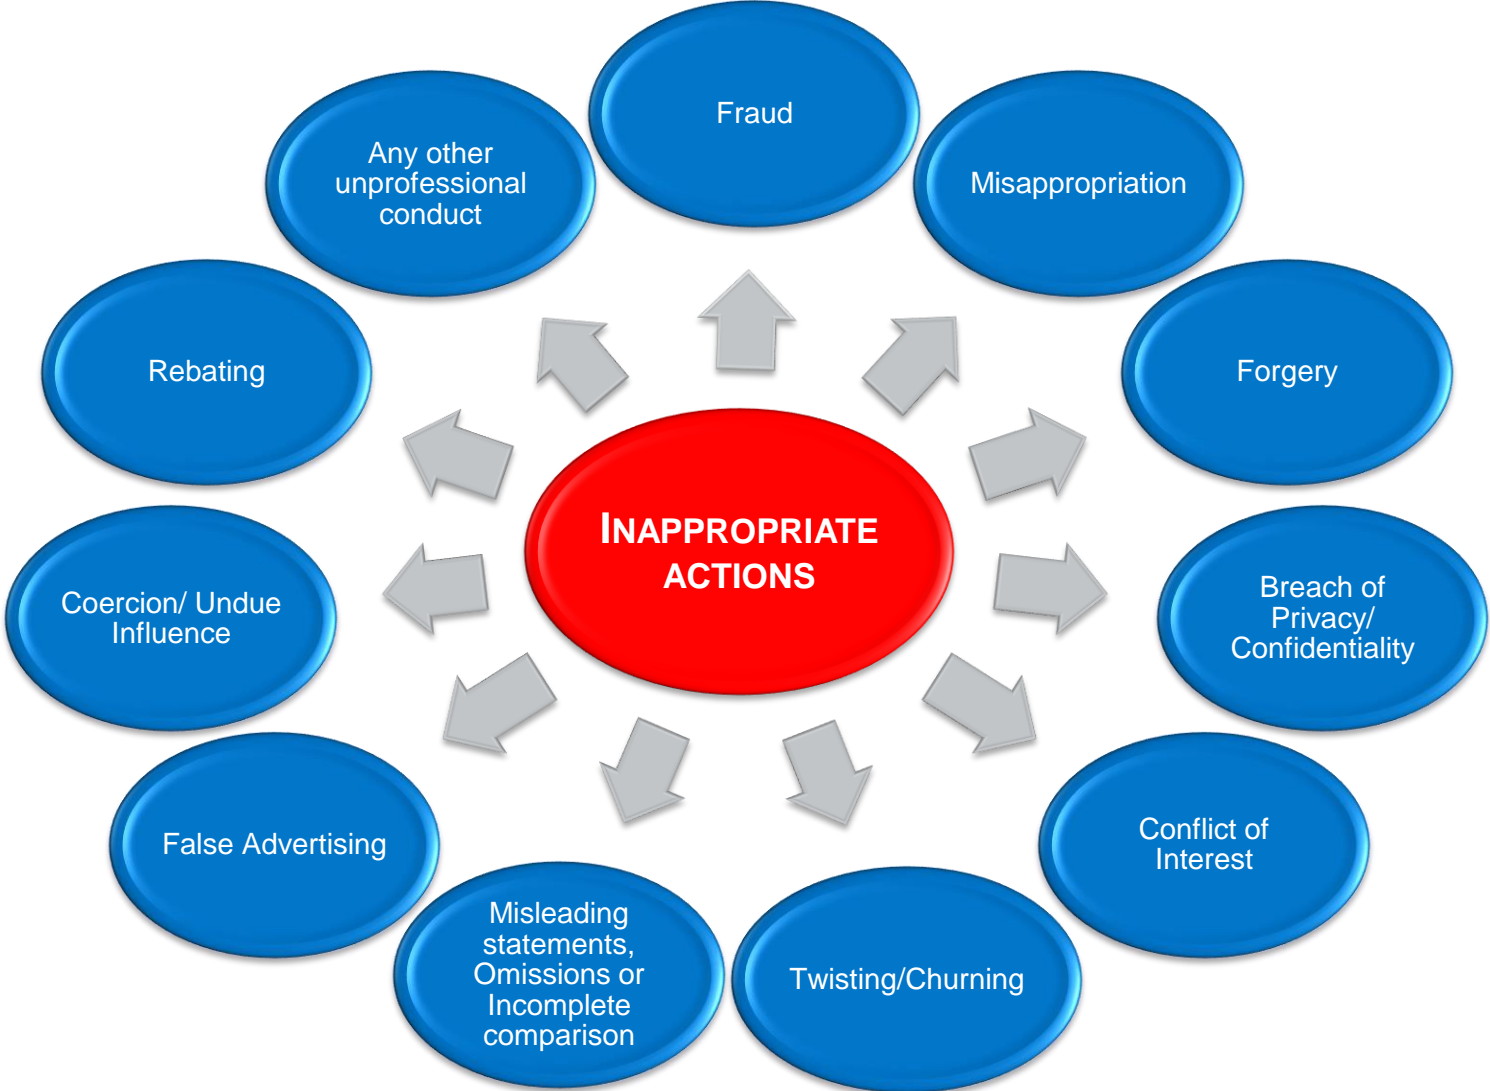 Fraud
Misappropriation
Forgery
Breach of
Privacy/
Confidentiality
Conflict of
Interest
Twisting/Churning
Misleading
statements,
Omissions or
Incomplete
comparison
False Advertising
Coercion/ Undue
Influence
Rebating
Any other
unprofessional
conduct
INAPPROPRIATE
ACTIONS